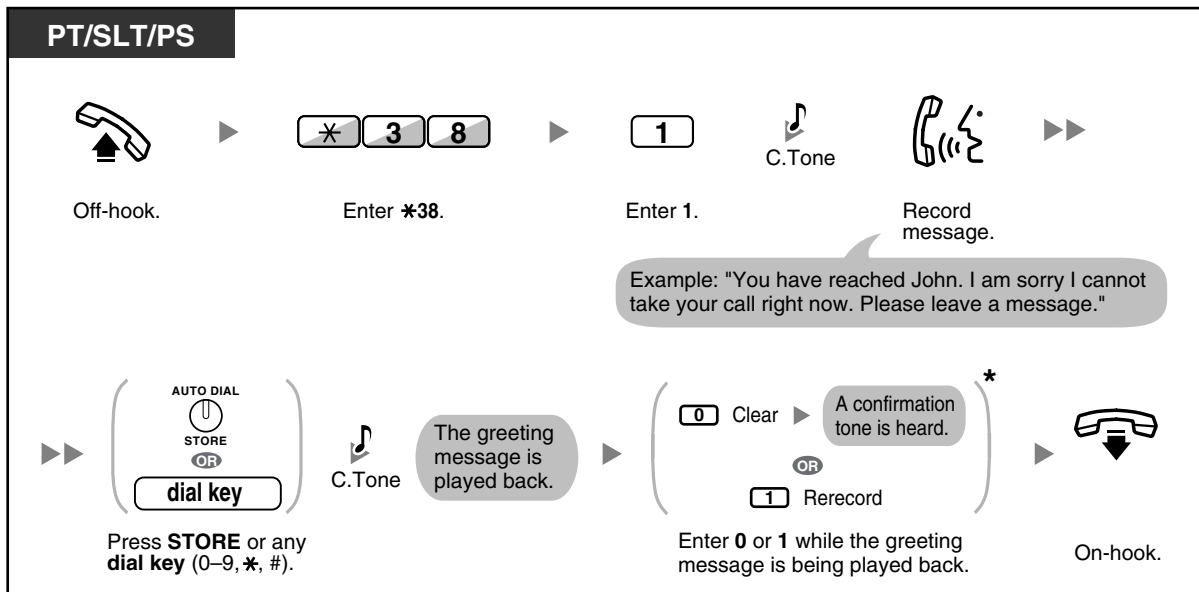 PT/SLT/PS
✳ 3 8
1
C.Tone
Off-hook.
Enter ✳38.
Enter 1.
Record
message.
Example: "You have reached John. I am sorry I cannot
take your call right now. Please leave a message."
AUTO DIAL
STORE
OR
dial key
C.Tone
The greeting
message is
played back.
0 Clear
A confirmation
tone is heard.
*
OR
1 Rerecord
Press STORE or any
dial key (0–9, ✳, #).
Enter 0 or 1 while the greeting
message is being played back.
On-hook.